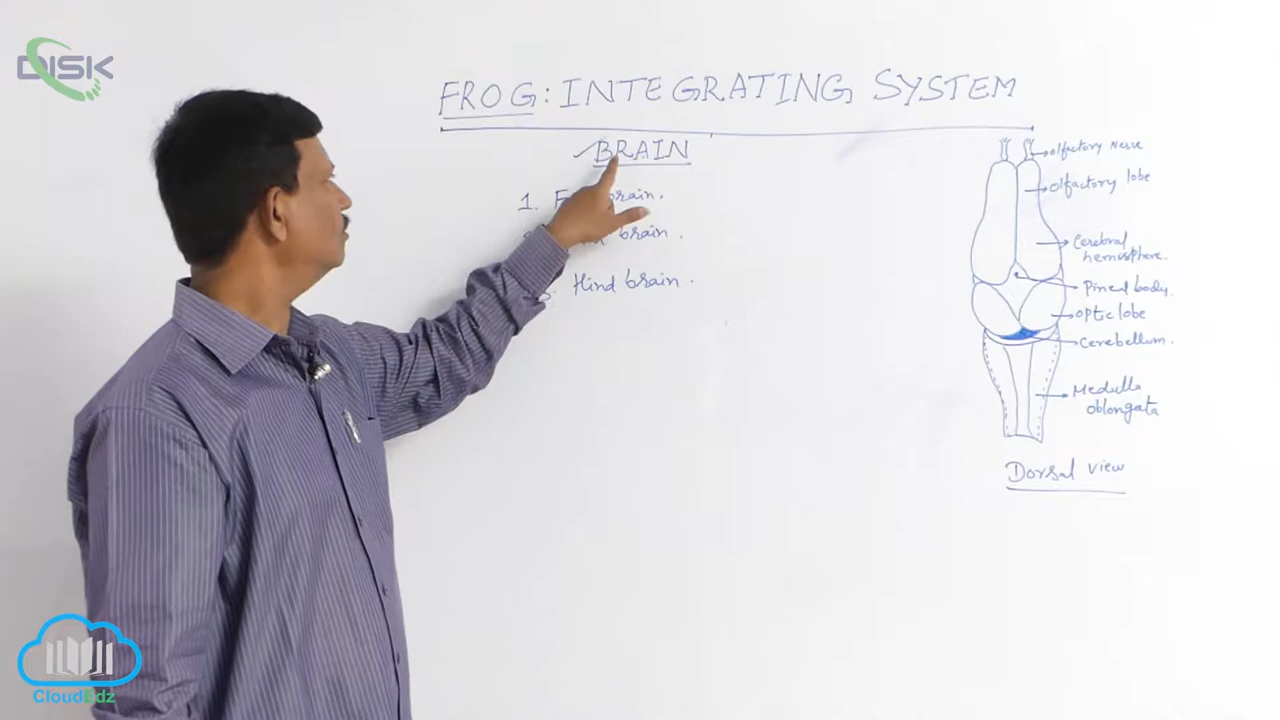 DISK
FROG: INTEGRATING SYSTEM
BRAIN
1. brain.
brain.
Hind brain.
Olfactory Nerve
Olfactory lobe
Cerebral
hemisphere.
Pineal body.
Optic lobe
Cerebellum.
Medulla
oblongata
Dorsal view
CloudEdz